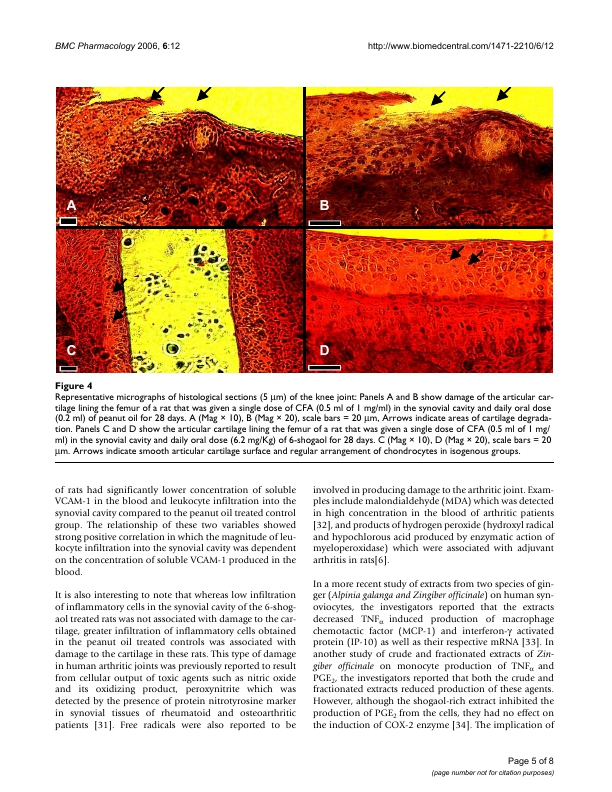 BMC Pharmacology 2006, 6:12
http://www.biomedcentral.com/1471-2210/6/12
A
B
C
D
Figure 4
Representative micrographs of histological sections (5 μm) of the knee joint: Panels A and B show damage of the articular car-
tilage lining the femur of a rat that was given a single dose of CFA (0.5 ml of 1 mg/ml) in the synovial cavity and daily oral dose
(0.2 ml) of peanut oil for 28 days. A (Mag × 10), B (Mag × 20), scale bars = 20 μm, Arrows indicate areas of cartilage degrada-
tion. Panels C and D show the articular cartilage lining the femur of a rat that was given a single dose of CFA (0.5 ml of 1 mg/
ml) in the synovial cavity and daily oral dose (6.2 mg/Kg) of 6-shogaol for 28 days. C (Mag × 10), D (Mag × 20), scale bars = 20
μm. Arrows indicate smooth articular cartilage surface and regular arrangement of chondrocytes in isogenous groups.
of rats had significantly lower concentration of soluble
VCAM-1 in the blood and leukocyte infiltration into the
synovial cavity compared to the peanut oil treated control
group. The relationship of these two variables showed
strong positive correlation in which the magnitude of leu-
kocyte infiltration into the synovial cavity was dependent
on the concentration of soluble VCAM-1 produced in the
blood.
It is also interesting to note that whereas low infiltration
of inflammatory cells in the synovial cavity of the 6-shog-
aol treated rats was not associated with damage to the car-
tilage, greater infiltration of inflammatory cells obtained
in the peanut oil treated controls was associated with
damage to the cartilage in these rats. This type of damage
in human arthritic joints was previously reported to result
from cellular output of toxic agents such as nitric oxide
and its oxidizing product, peroxynitrite which was
detected by the presence of protein nitrotyrosine marker
in synovial tissues of rheumatoid and osteoarthritic
patients [31]. Free radicals were also reported to be
involved in producing damage to the arthritic joint. Exam-
ples include malondialdehyde (MDA) which was detected
in high concentration in the blood of arthritic patients
[32], and products of hydrogen peroxide (hydroxyl radical
and hypochlorous acid produced by enzymatic action of
myeloperoxidase) which were associated with adjuvant
arthritis in rats[6].
In a more recent study of extracts from two species of gin-
ger (Alpinia galanga and Zingiber officinale) on human syn-
oviocytes, the investigators reported that the extracts
decreased TNFα induced production of macrophage
chemotactic factor (MCP-1) and interferon-γ activated
protein (IP-10) as well as their respective mRNA [33]. In
another study of crude and fractionated extracts of Zin-
giber officinale on monocyte production of TNFα and
PGE2, the investigators reported that both the crude and
fractionated extracts reduced production of these agents.
However, although the shogaol-rich extract inhibited the
production of PGE2 from the cells, they had no effect on
the induction of COX-2 enzyme [34]. The implication of
Page 5 of 8
(page number not for citation purposes)